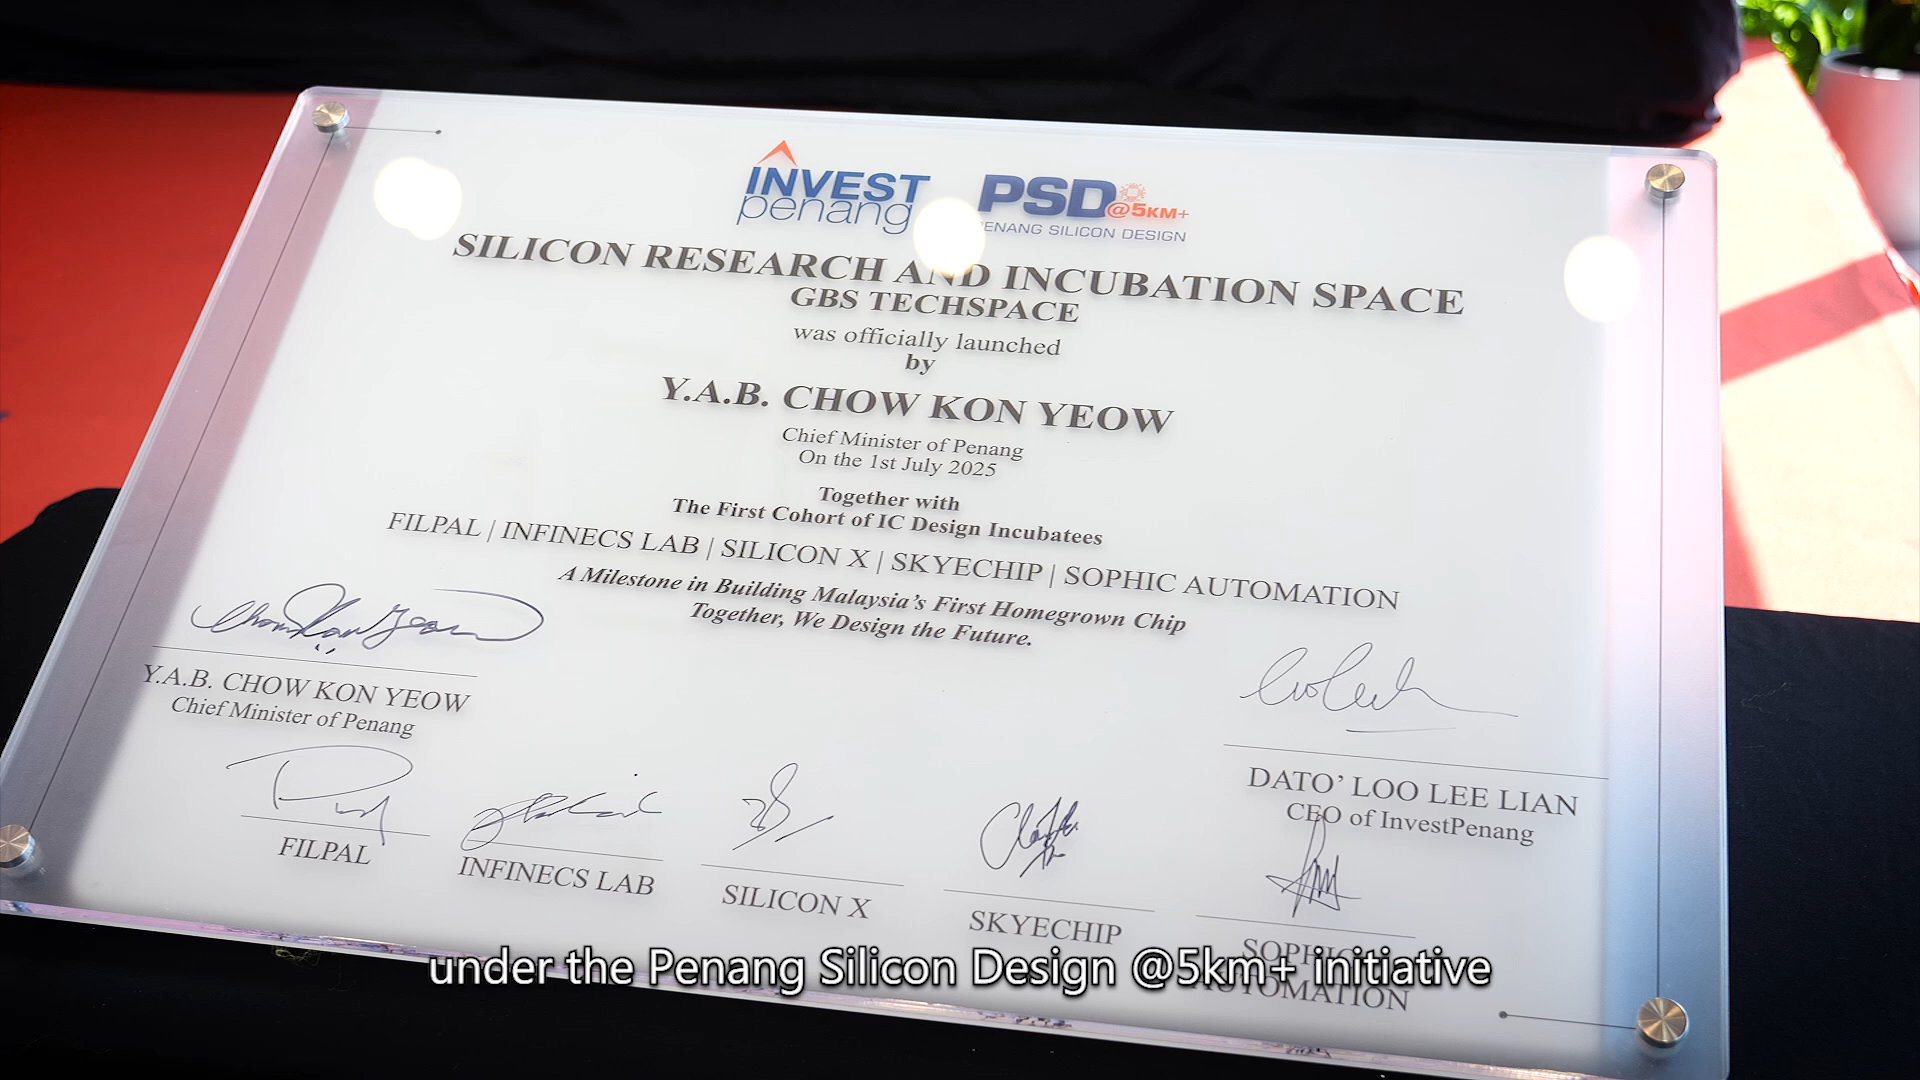 INVEST
penang
PSD@5KM+
PENANG SILICON DESIGN
SILICON RESEARCH AND INCUBATION SPACE
GBS TECHSPACE
was officially launched
by
Y.A.B. CHOW KON YEOW
Chief Minister of Penang
On the 1st July 2025
Together with
The First Cohort of IC Design Incubatees
FILPAL | INFINECS LAB | SILICON X | SKYECHIP | SOPHIC AUTOMATION
A Milestone in Building Malaysia's First Homegrown Chip
Together, We Design the Future.
Y.A.B. CHOW KON YEOW
Chief Minister of Penang
DATO' LOO LEE LIAN
CEO of InvestPenang
FILPAL
INFINECS LAB
SILICON X
SKYECHIP
SOPHIC
AUTOMATION
under the Penang Silicon Design @5km+ initiative